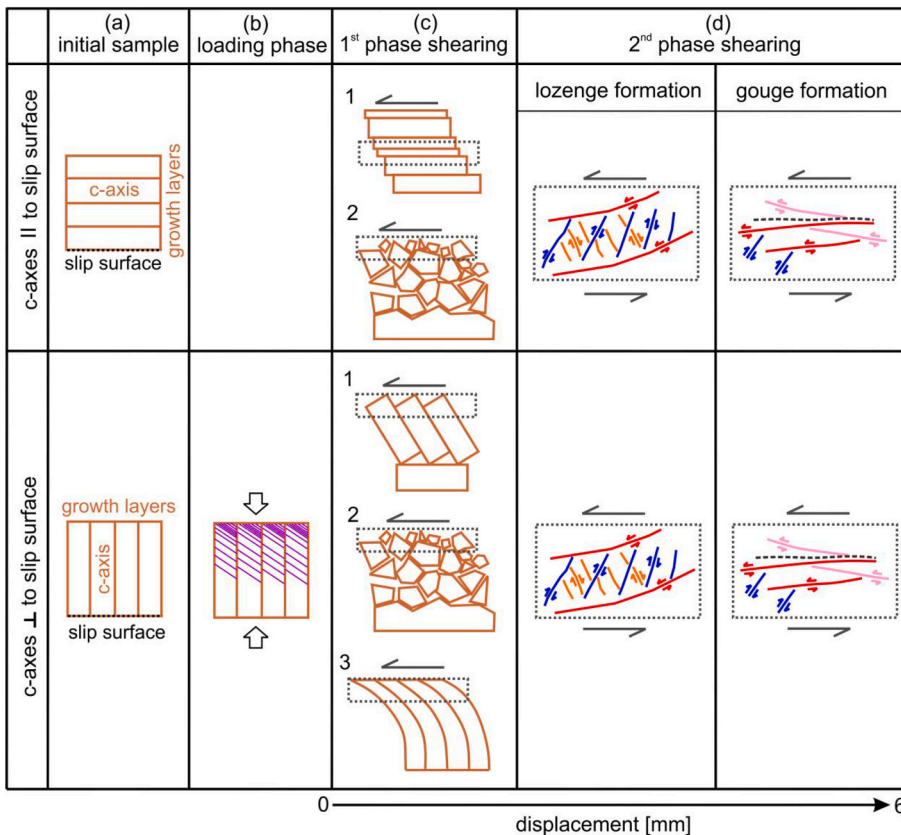 (a)
initial sample
(b)
loading phase
(c)
1st phase shearing
(d)
2nd phase shearing
lozenge formation
gouge formation
c-axes || to slip surface
c-axis
growth layers
slip surface
1
2
c-axes ⊥ to slip surface
growth layers
c-axis
slip surface
1
2
3
0
6
displacement [mm]